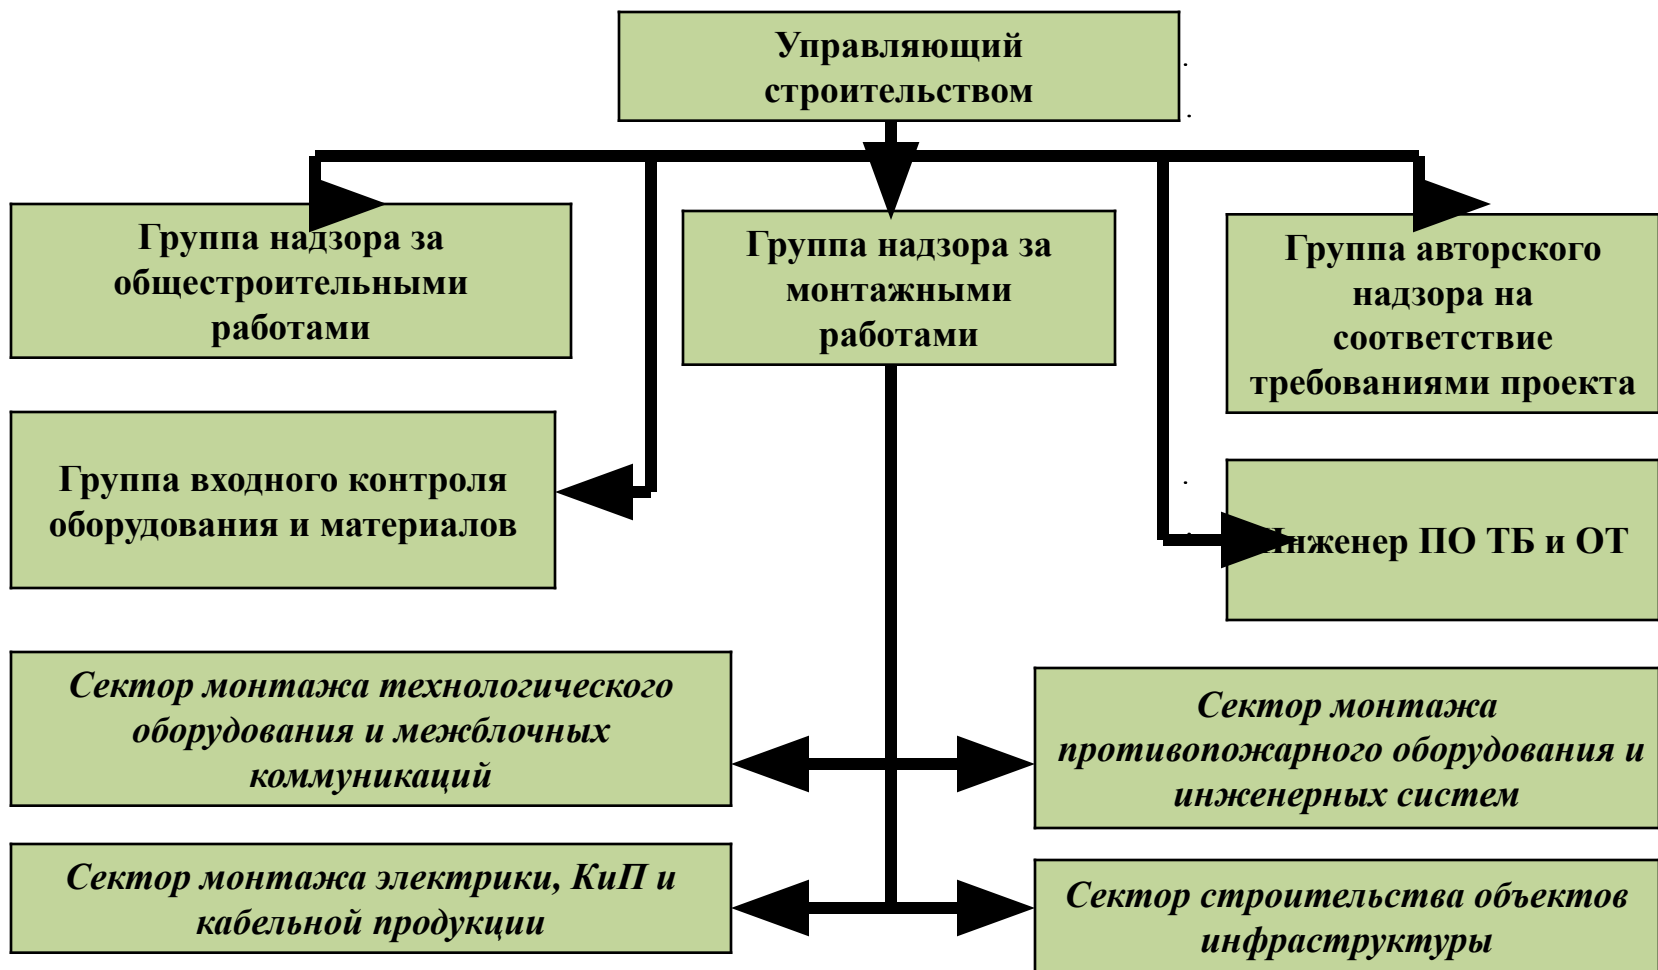 Управляющий
строительством
Группа надзора за
общестроительными
работами
Группа надзора за
монтажными
работами
Группа авторского
надзора на
соответствие
требованиями проекта
Группа входного контроля
оборудования и материалов
Инженер ПО ТБ и ОТ
Сектор монтажа технологического
оборудования и межблочных
коммуникаций
Сектор монтажа
противопожарного оборудования и
инженерных систем
Сектор монтажа электрики, КиП и
кабельной продукции
Сектор строительства объектов
инфраструктуры